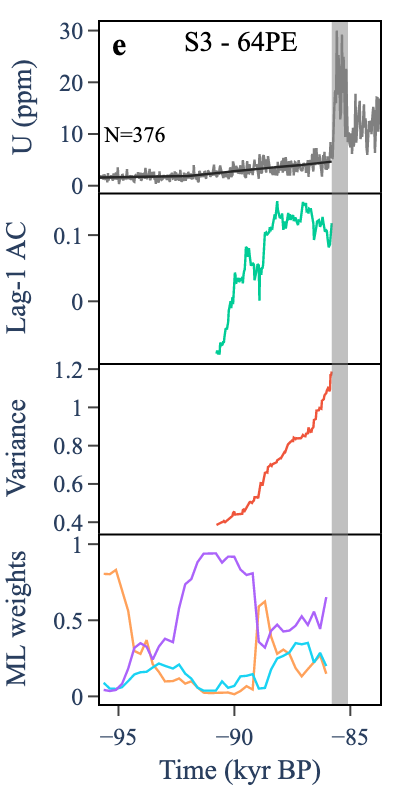 e S3 - 64PE
U (ppm)
30
20
10
0
N=376
Lag-1 AC
0.1
0
Variance
1.2
1
0.8
0.6
0.4
ML weights
1
0.5
0
−95 −90 −85
Time (kyr BP)